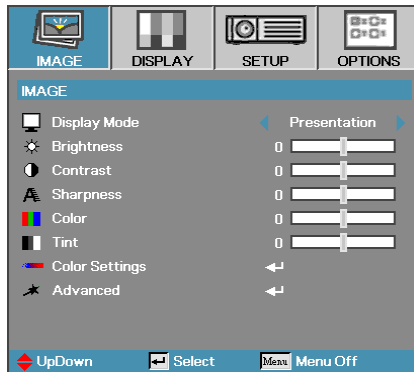 IMAGE DISPLAY SETUP OPTIONS
IMAGE
Display Mode Presentation
Brightness 0
Contrast 0
Sharpness 0
Color 0
Tint 0
Color Settings
Advanced
UpDown Select Menu Menu Off